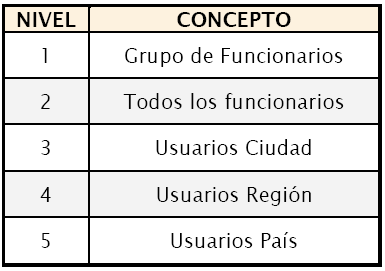 NIVEL CONCEPTO
1 Grupo de Funcionarios
2 Todos los funcionarios
3 Usuarios Ciudad
4 Usuarios Región
5 Usuarios País